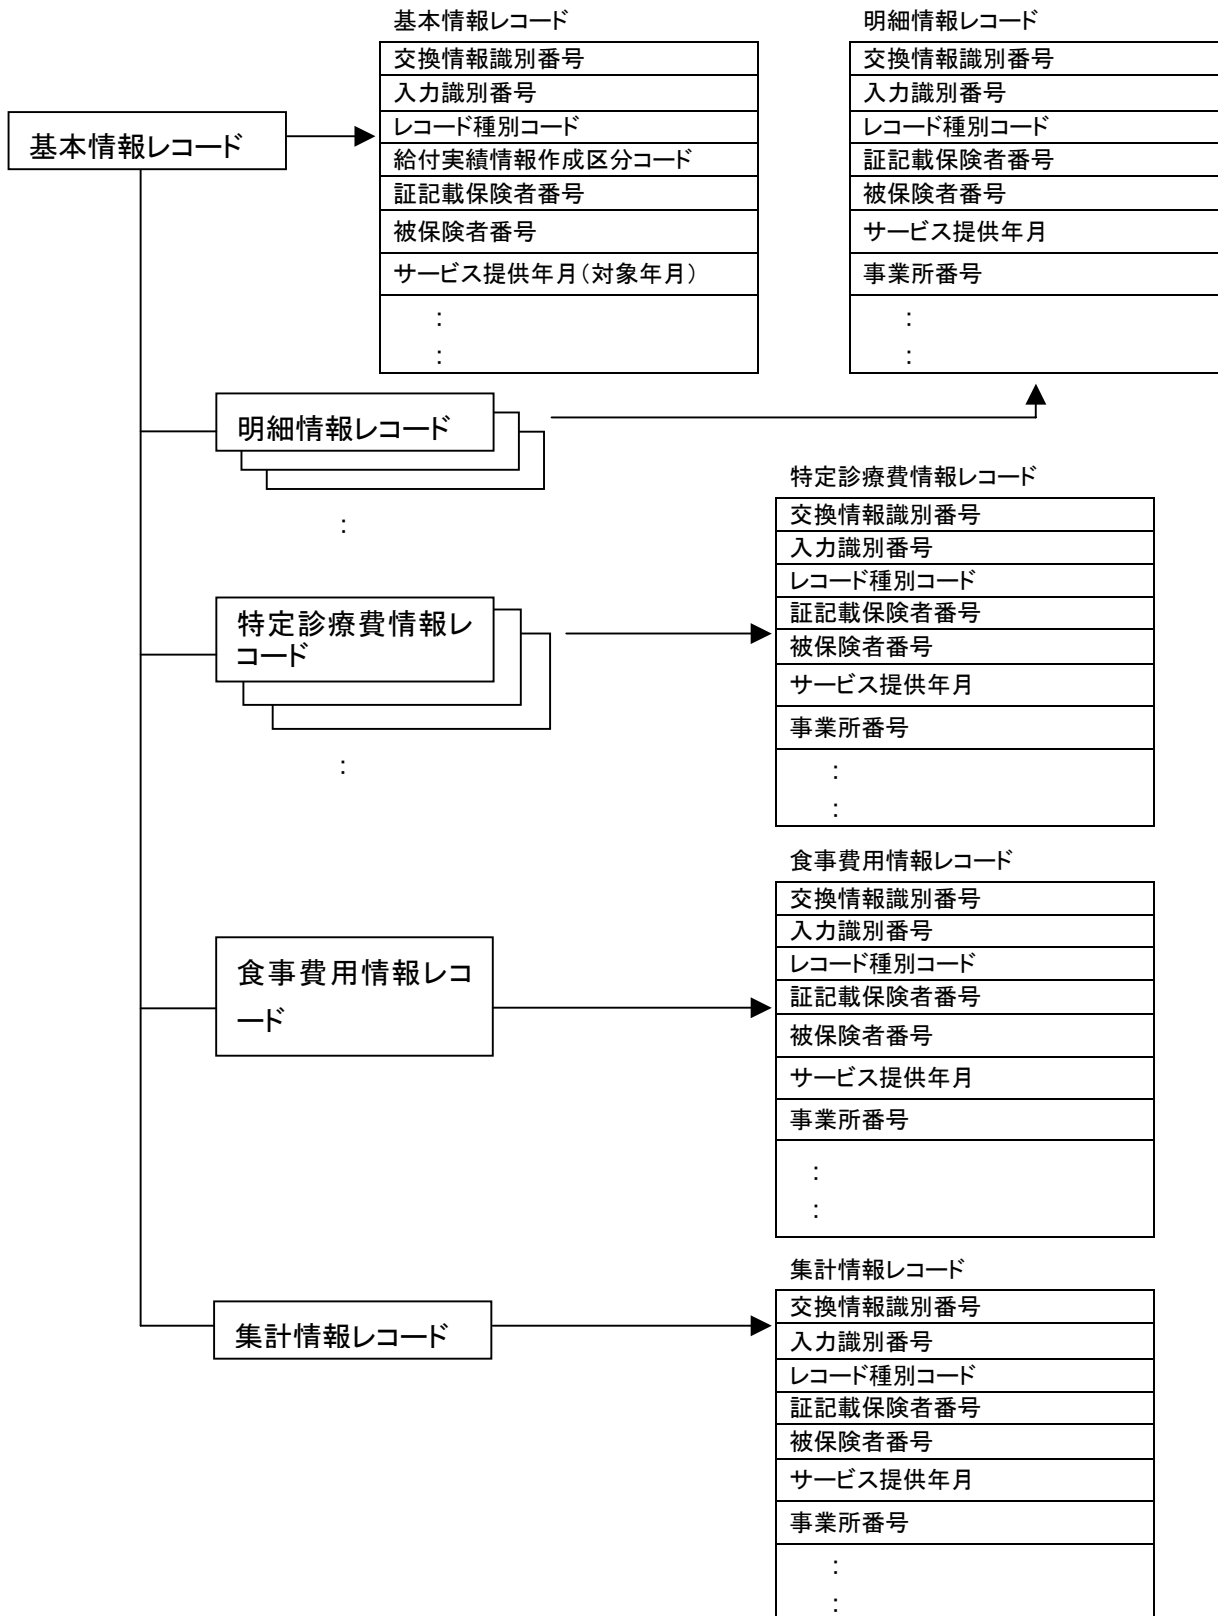 基本情報レコード
交換情報識別番号
入力識別番号
レコード種別コード
給付実績情報作成区分コード
証記載保険者番号
被保険者番号
サービス提供年月(対象年月)
:
:
明細情報レコード
交換情報識別番号
入力識別番号
レコード種別コード
証記載保険者番号
被保険者番号
サービス提供年月
事業所番号
:
:
基本情報レコード
明細情報レコード
:
特定診療費情報レ
コード
:
特定診療費情報レコード
交換情報識別番号
入力識別番号
レコード種別コード
証記載保険者番号
被保険者番号
サービス提供年月
事業所番号
:
:
食事費用情報レコ
ード
食事費用情報レコード
交換情報識別番号
入力識別番号
レコード種別コード
証記載保険者番号
被保険者番号
サービス提供年月
事業所番号
:
:
集計情報レコード
集計情報レコード
交換情報識別番号
入力識別番号
レコード種別コード
証記載保険者番号
被保険者番号
サービス提供年月
事業所番号
:
: